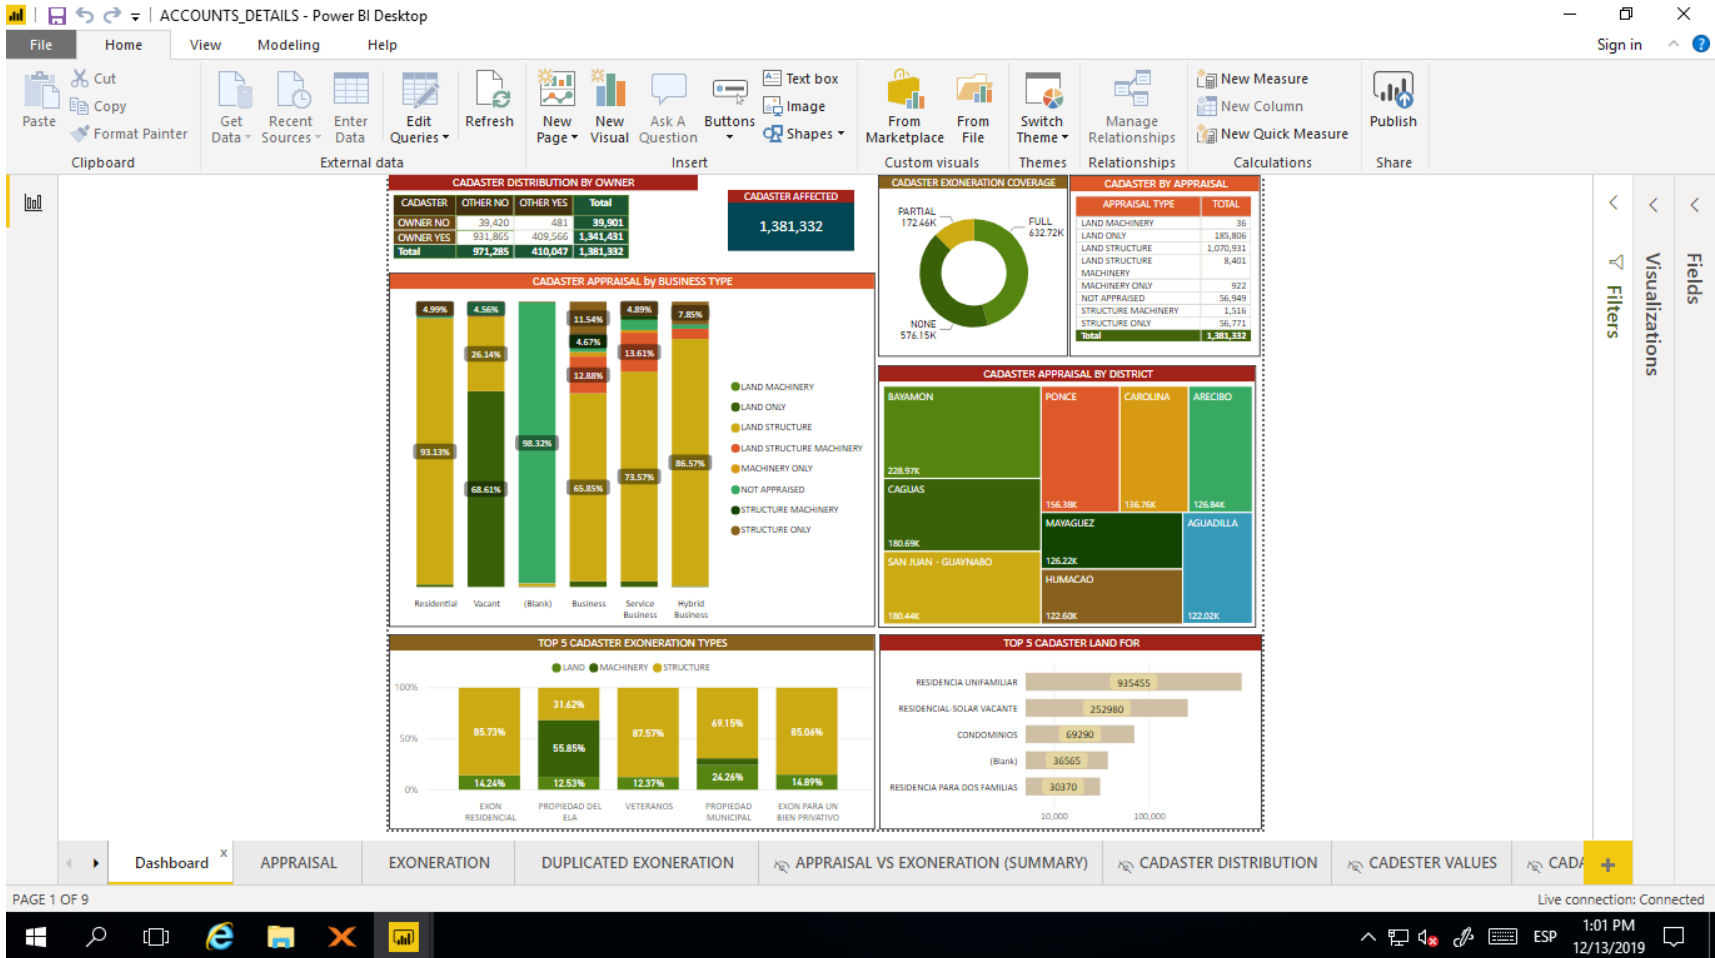 ACCOUNTS_DETAILS - Power BI Desktop
File Home View Modeling Help Sign in
Paste
Cut
Copy
Format Painter
Clipboard
Get Data
Recent Sources
Enter Data
Edit Queries
Refresh
External data
New Page
New Visual
Ask A Question
Buttons
Text box
Image
Shapes
Insert
From Marketplace
From File
Custom visuals
Switch Theme
Themes
Manage Relationships
Relationships
New Measure
New Column
New Quick Measure
Calculations
Publish
Share
CADASTER DISTRIBUTION BY OWNER
CADASTER OTHER NO OTHER YES Total
OWNER NO 39,420 481 39,901
OWNER YES 931,865 409,566 1,341,431
Total 971,285 410,047 1,381,332
CADASTER AFFECTED
1,381,332
CADASTER EXONERATION COVERAGE
PARTIAL
172.46K
FULL
632.72K
NONE
576.15K
CADASTER BY APPRAISAL
APPRAISAL TYPE TOTAL
LAND MACHINERY 36
LAND ONLY 185,806
LAND STRUCTURE 1,070,931
LAND STRUCTURE 8,401
MACHINERY
MACHINERY ONLY 922
NOT APPRAISED 56,949
STRUCTURE MACHINERY 1,516
STRUCTURE ONLY 56,771
Total 1,381,332
Filters
Visualizations
Fields
CADASTER APPRAISAL by BUSINESS TYPE
4.99% 4.56% 11.54% 4.89% 7.85%
4.67%
26.14% 13.61%
12.88%
93.13% 98.32% 86.57%
68.61% 65.85% 73.57%
Residential Vacant (Blank) Business Service Hybrid
Business Business
LAND MACHINERY
LAND ONLY
LAND STRUCTURE
LAND STRUCTURE MACHINERY
MACHINERY ONLY
NOT APPRAISED
STRUCTURE MACHINERY
STRUCTURE ONLY
CADASTER APPRAISAL BY DISTRICT
BAYAMON
228.97K
CAGUAS
180.69K
SAN JUAN - GUAYNABO
180.44K
PONCE
156.38K
CAROLINA
136.76K
ARECIBO
126.84K
MAYAGUEZ
126.22K
HUMACAO
122.60K
AGUADILLA
122.02K
TOP 5 CADASTER EXONERATION TYPES
LAND MACHINERY STRUCTURE
100%
50%
0%
85.73% 31.62% 87.57% 69.15% 85.06%
55.85%
14.24% 12.53% 12.37% 24.26% 14.89%
EXON PROPIEDAD DEL VETERANOS PROPIEDAD EXON PARA UN
RESIDENCIAL ELA MUNICIPAL BIEN PRIVATIVO
TOP 5 CADASTER LAND FOR
RESIDENCIA UNIFAMILIAR 935455
RESIDENCIAL-SOLAR VACANTE 252980
CONDOMINIOS 69290
(Blank) 36565
RESIDENCIA PARA DOS FAMILIAS 30370
10,000 100,000
Dashboard x APPRAISAL EXONERATION DUPLICATED EXONERATION APPRAISAL VS EXONERATION (SUMMARY) CADASTER DISTRIBUTION CADESTER VALUES CADA +
PAGE 1 OF 9 Live connection: Connected
ESP
1:01 PM
12/13/2019